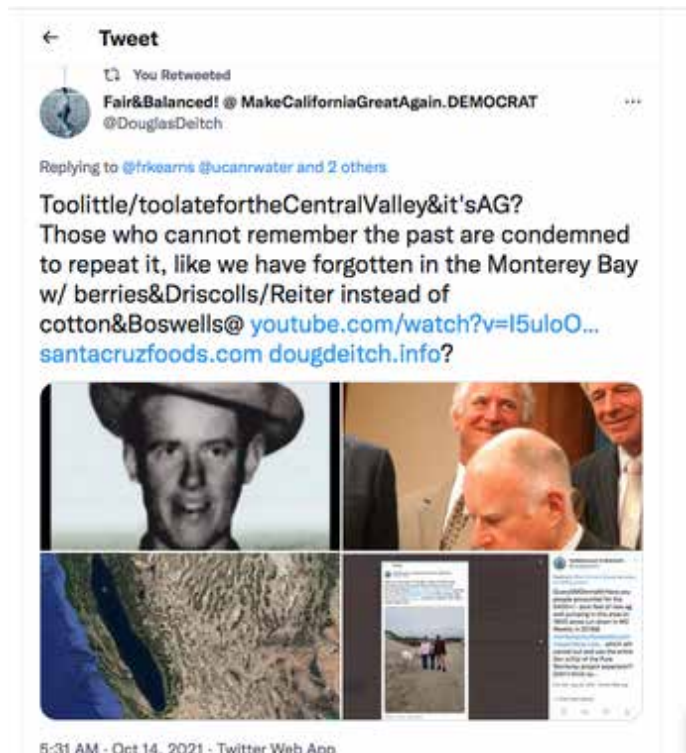 Tweet
You Retweeted
Fair&Balanced! @ MakeCaliforniaGreatAgain.DEMOCRAT
@DouglasDeitch
Replying to @frkearns @ucanrwater and 2 others
Toolittle/toolatefortheCentralValley&it'sAG?
Those who cannot remember the past are condemned
to repeat it, like we have forgotten in the Monterey Bay
w/ berries&Driscolls/Reiter instead of
cotton&Boswells@ youtube.com/watch?v=I5uloO...
santacruzfoods.com dougdeitch.info?
5:31 AM · Oct 14, 2021 · Twitter Web App